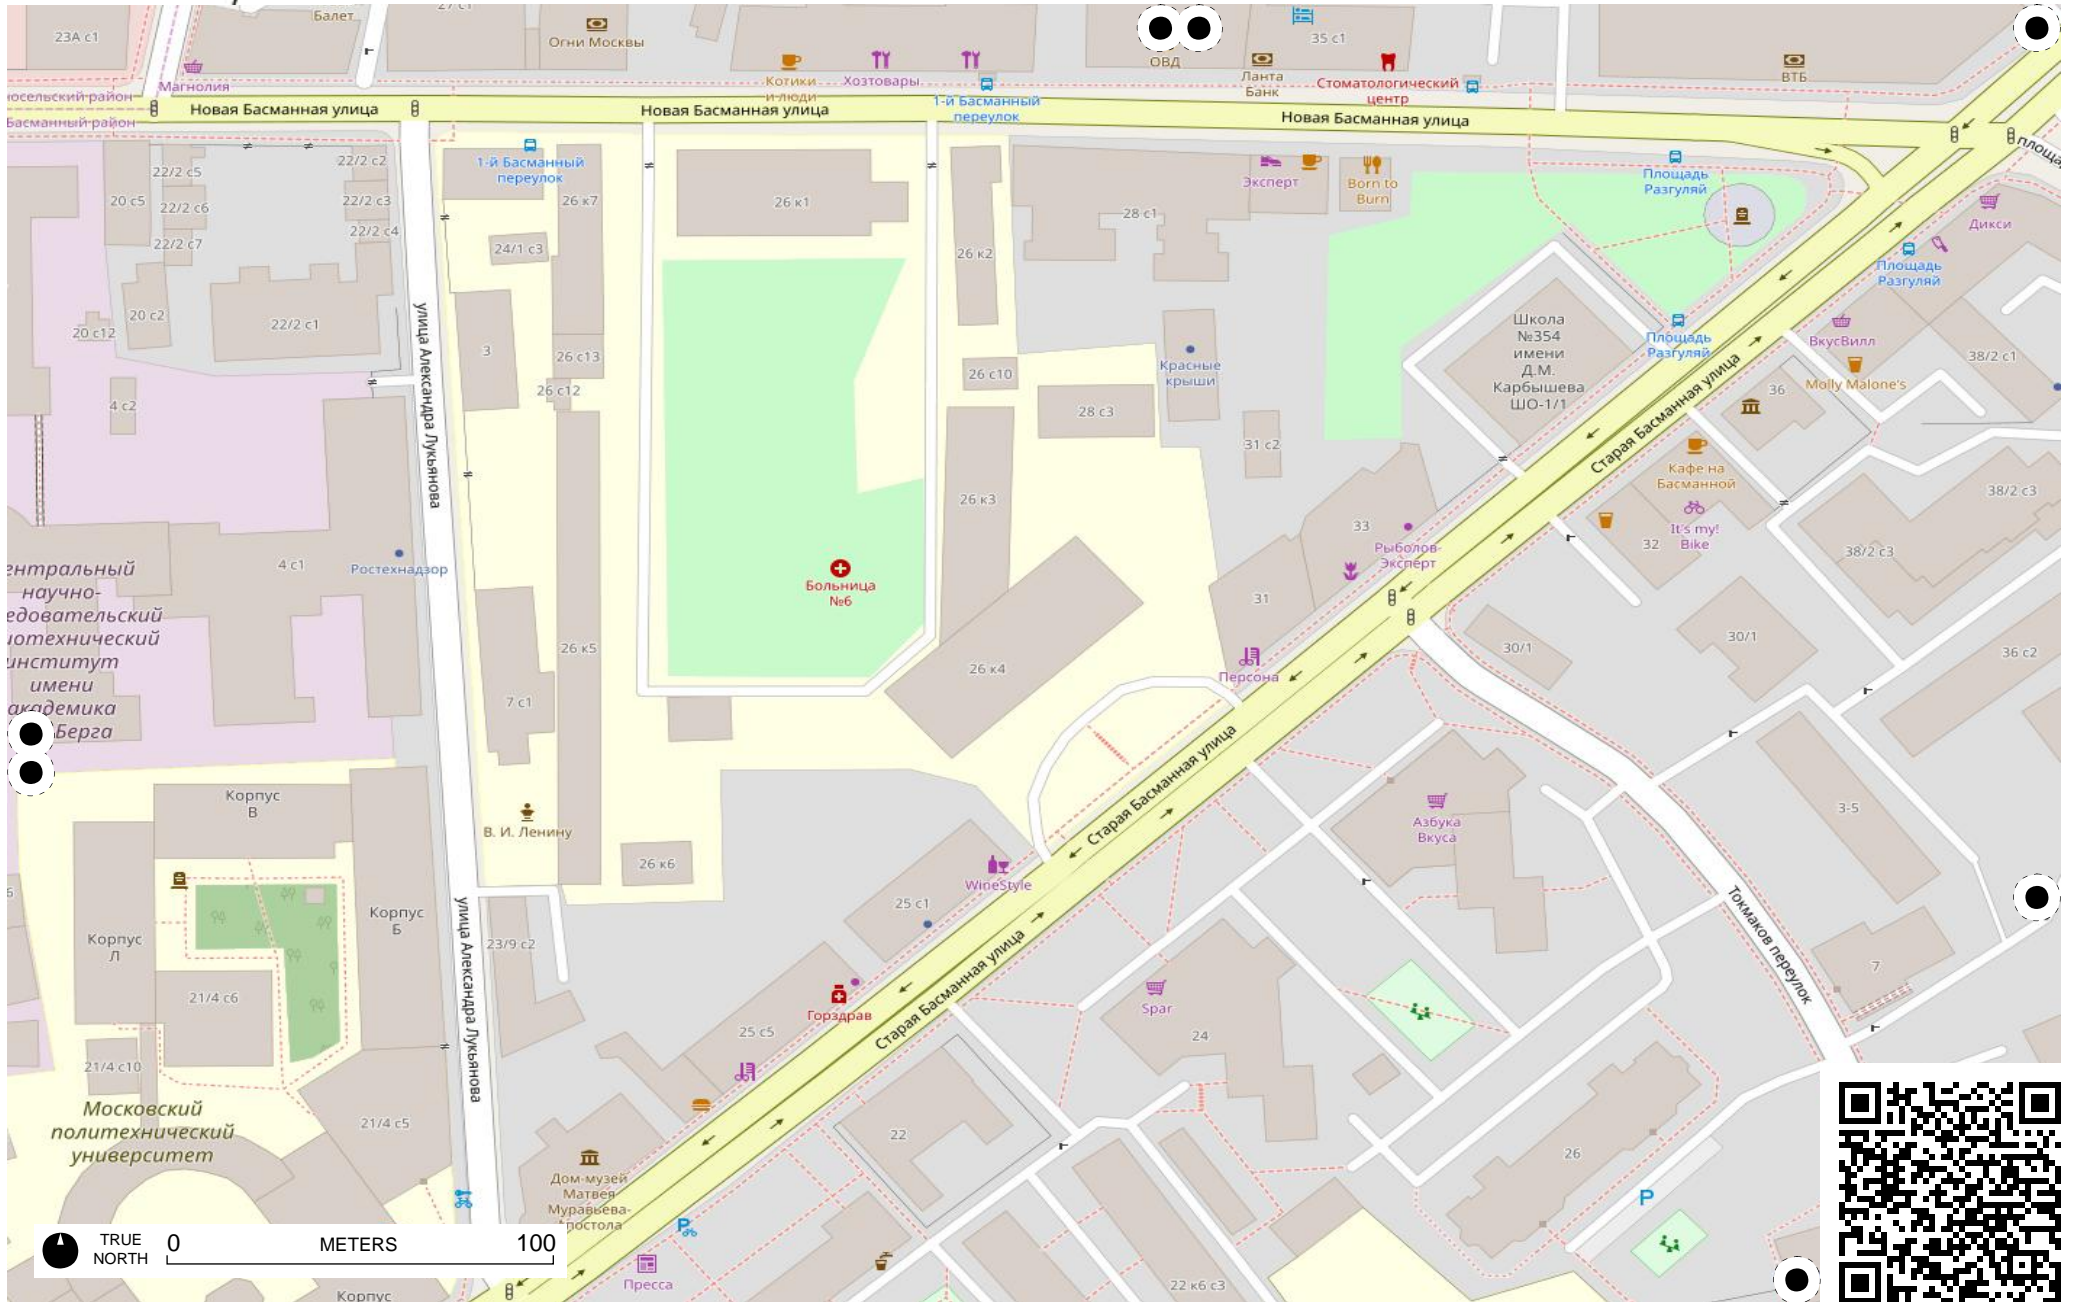 23А с1
Балет
27 с1
Огни Москвы
Котики
и люди
Хозтовары
ОВД
Ланта
Банк
35 с1
Стоматологический
центр
ВТБ
Магнолия
Басманный район
Новая Басманная улица
Новая Басманная улица
1-й Басманный
переулок
Новая Басманная улица
1-й Басманный
переулок
20 с5
22/2 с5
22/2 с6
22/2 с7
22/2 с2
22/2 с3
22/2 с4
24/1 с3
26 к7
26 к1
26 к2
28 с1
Эксперт
Born to
Burn
Площадь
Разгуляй
Дикси
Площадь
Разгуляй
20 с12
20 с2
22/2 с1
улица Александра Лукьянова
3
26 с13
26 с12
26 с10
28 с3
Красные
крыши
31 с2
Школа
№354
имени
Д.М.
Карбышева
ШО-1/1
Площадь
Разгуляй
Старая Басманная улица
ВкусВилл
Molly Malone's
36
38/2 с1
4 с2
4 с1
Ростехнадзор
26 к3
Больница
№6
33
Рыболов-
Эксперт
31
Кафе на
Басманной
It's my!
Bike
32
38/2 с3
38/2 с3
30/1
30/1
36 с2
научно-
институт
имени
академика
Берга
7 с1
26 к5
26 к4
Персона
Старая Басманная улица
В. И. Ленину
26 к6
WineStyle
25 с1
Азбука
Вкуса
3-5
Токмаков переулок
7
Корпус
В
Корпус
Л
Корпус
Б
21/4 с6
21/4 с10
21/4 с5
улица Александра Лукьянова
23/9 с2
25 с5
Горздрав
Старая Басманная улица
Spar
24
22
26
Московский
политехнический
университет
Дом-музей
Матвея
Муравьева-
Апостола
Пресса
22 к6 с3
P
Корпус
TRUE
NORTH
0
METERS
100